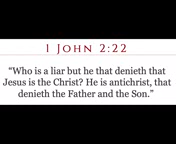 1 John 2:22
“Who is a liar but he that denieth that
Jesus is the Christ? He is antichrist, that
denieth the Father and the Son.”